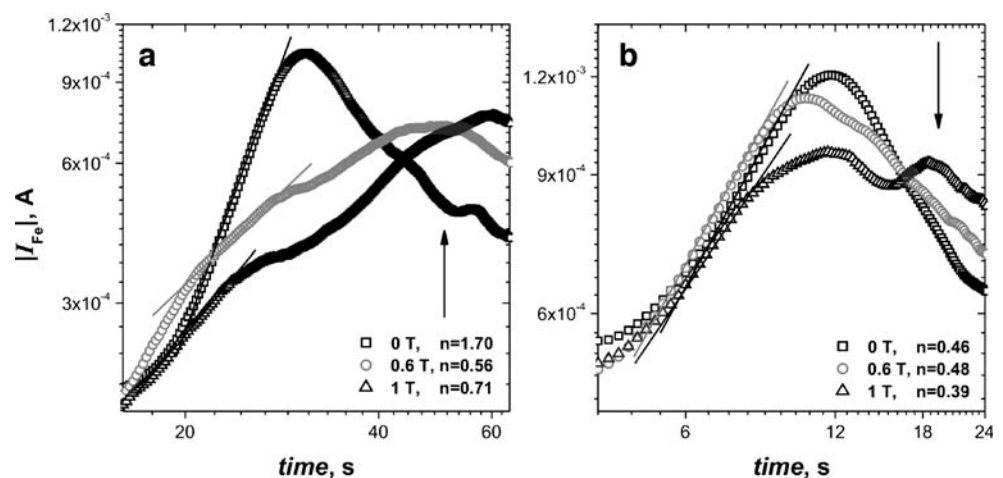 a
1.2x10⁻³
9x10⁻⁴
6x10⁻⁴
3x10⁻⁴
|I_Fe|, A
0 T, n=1.70
0.6 T, n=0.56
1 T, n=0.71
20 40 60
time, s
b
1.2x10⁻³
9x10⁻⁴
6x10⁻⁴
0 T, n=0.46
0.6 T, n=0.48
1 T, n=0.39
6 12 18 24
time, s